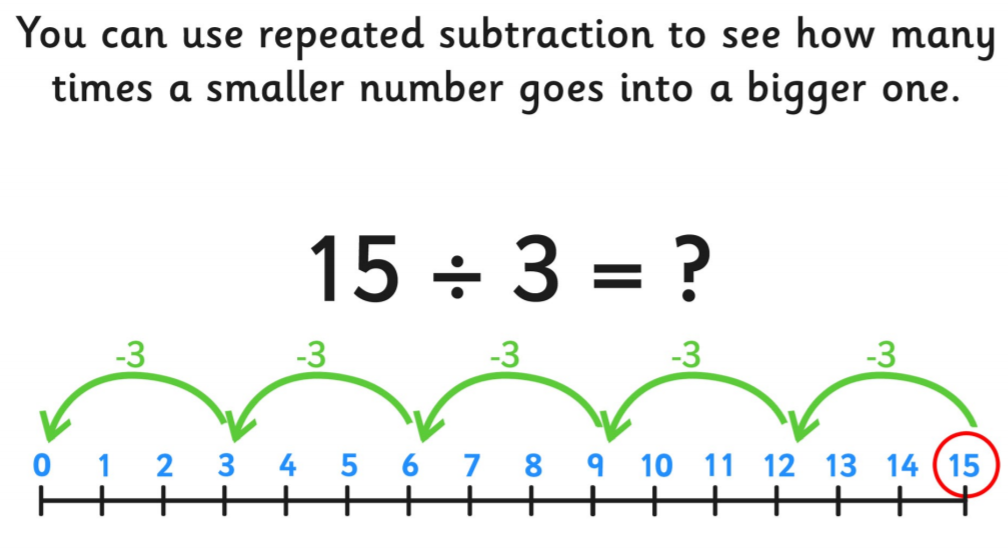 You can use repeated subtraction to see how many
times a smaller number goes into a bigger one.
15 ÷ 3 = ?
-3 -3 -3 -3 -3
0 1 2 3 4 5 6 7 8 9 10 11 12 13 14 15